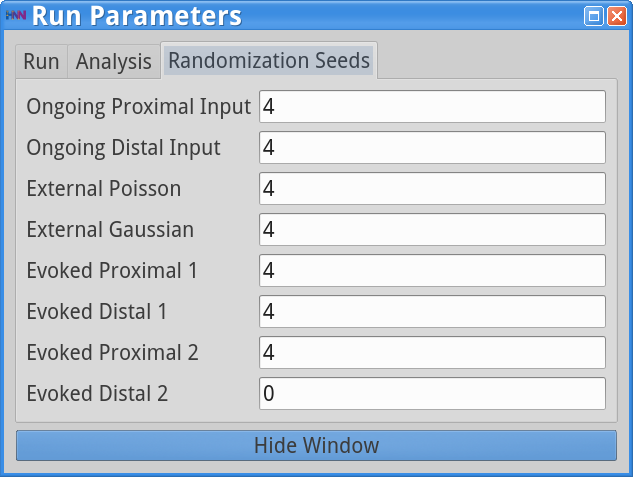 HNN Run Parameters
Run Analysis Randomization Seeds
Ongoing Proximal Input 4
Ongoing Distal Input 4
External Poisson 4
External Gaussian 4
Evoked Proximal 1 4
Evoked Distal 1 4
Evoked Proximal 2 4
Evoked Distal 2 0
Hide Window